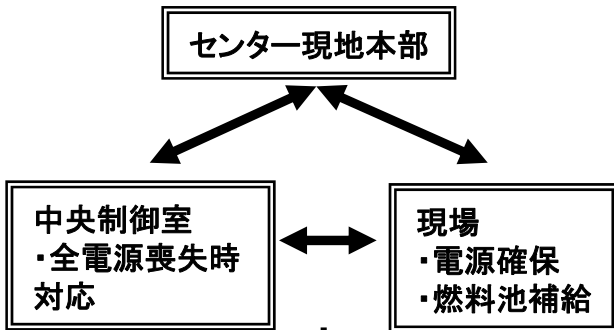 センター現地本部
中央制御室
・全電源喪失時
対応
現場
・電源確保
・燃料池補給